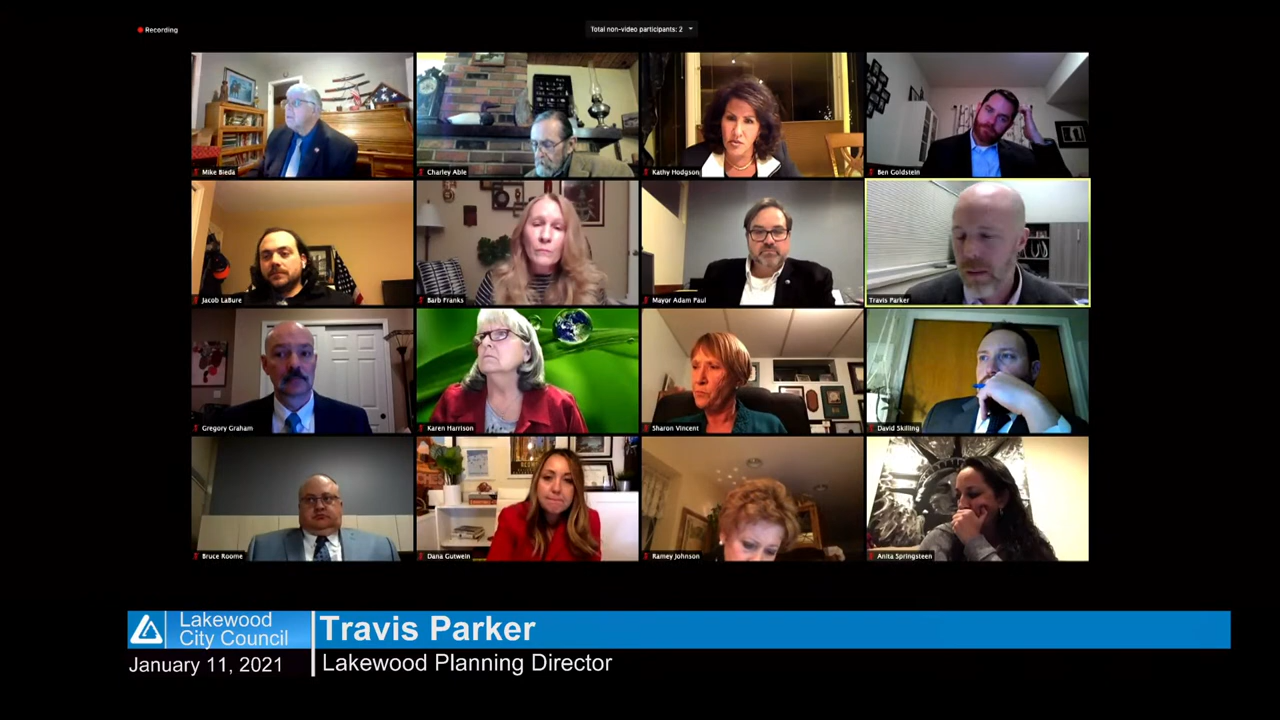 Recording
Total non-video participants: 2
Mike Bieda
Charley Able
Kathy Hodgson
Ben Goldstein
Jacob LaBure
Barb Franks
Mayor Adam Paul
Travis Parker
Gregory Graham
Karen Harrison
Sharon Vincent
David Skilling
Bruce Roome
Dana Gutwein
Ramey Johnson
Anita Springsteen
Lakewood
City Council
Travis Parker
January 11, 2021
Lakewood Planning Director